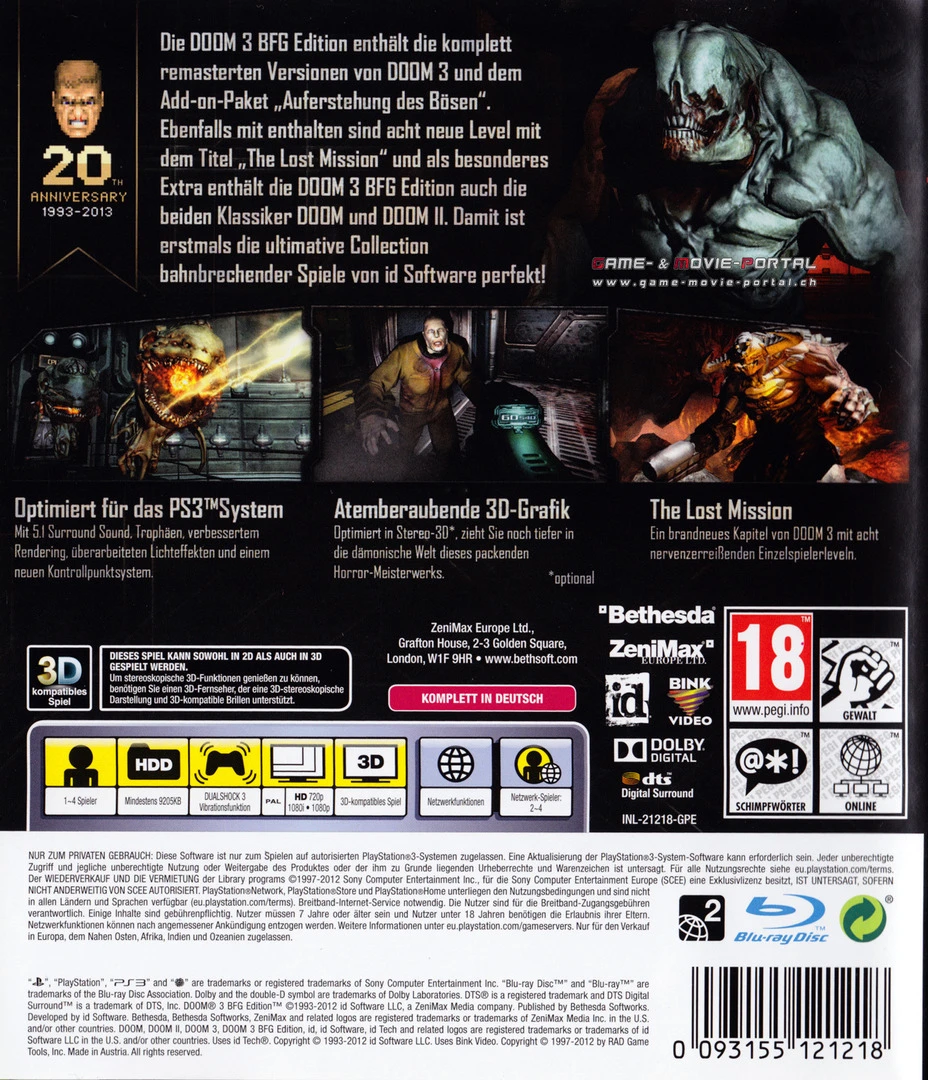 Die DOOM 3 BFG Edition enthält die komplett
remasterten Versionen von DOOM 3 und dem
Add-on-Paket „Auferstehung des Bösen“.
Ebenfalls mit enthalten sind acht neue Level mit
dem Titel „The Lost Mission“ und als besonderes
Extra enthält die DOOM 3 BFG Edition auch die
beiden Klassiker DOOM und DOOM II. Damit ist
erstmals die ultimative Collection
bahnbrechender Spiele von id Software perfekt!
20TH
ANNIVERSARY
1993-2013
GAME- & MOVIE-PORTAL
www.game-movie-portal.ch
Optimiert für das PS3™System
Mit 5.1 Surround Sound, Trophäen, verbessertem
Rendering, überarbeiteten Lichteffekten und einem
neuen Kontrollpunktsystem.
Atemberaubende 3D-Grafik
Optimiert in Stereo-3D*, zieht Sie noch tiefer in
die dämonische Welt dieses packenden
Horror-Meisterwerks.
*optional
The Lost Mission
Ein brandneues Kapitel von DOOM 3 mit acht
nervenzerreißenden Einzelspielerleveln.
3D
kompatibles
Spiel
DIESES SPIEL KANN SOWOHL IN 2D ALS AUCH IN 3D
GESPIELT WERDEN.
Um stereoskopische 3D-Funktionen genießen zu können,
benötigen Sie einen 3D-Fernseher, der eine 3D-stereoskopische
Darstellung und 3D-kompatible Brillen unterstützt.
ZeniMax Europe Ltd.,
Grafton House, 2-3 Golden Square,
London, W1F 9HR • www.bethsoft.com
KOMPLETT IN DEUTSCH
Bethesda
ZeniMax
EUROPE LTD.
id
BINK
VIDEO
DOLBY
DIGITAL
dts
Digital Surround
INL-21218-GPE
18
www.pegi.info
GEWALT
@*!
SCHIMPFWÖRTER
ONLINE
HDD
3D
1-4 Spieler
Mindestens 9205KB
DUALSHOCK 3
Vibrationsfunktion
PAL
HD 720p
1080i • 1080p
3D-kompatibles Spiel
Netzwerkfunktionen
Netzwerk-Spieler:
2-4
NUR ZUM PRIVATEN GEBRAUCH: Diese Software ist nur zum Spielen auf autorisierten PlayStation®3-Systemen zugelassen. Eine Aktualisierung der PlayStation®3-System-Software kann erforderlich sein. Jeder unberechtigte
Zugriff und jegliche unberechtigte Nutzung oder Weitergabe des Produktes oder der ihm zu Grunde liegenden Urheberrechte und Warenzeichen ist untersagt. Für alle Nutzungsrechte siehe eu.playstation.com/terms.
Der WIEDERVERKAUF UND DIE VERMIETUNG der Library programs ©1997-2012 Sony Computer Entertainment Inc., für die Sony Computer Entertainment Europe (SCEE) eine Exklusivlizenz besitzt, IST UNTERSAGT, SOFERN
NICHT ANDERWEITIG VON SCEE AUTORISIERT. PlayStation®Network, PlayStation®Store und PlayStation®Home unterliegen den Nutzungsbedingungen und sind nicht
in allen Ländern und Sprachen verfügbar (eu.playstation.com/terms). Breitband-Internet-Service notwendig. Die Nutzer sind für die Breitband-Zugangsgebühren
verantwortlich. Einige Inhalte sind gebührenpflichtig. Nutzer müssen 7 Jahre oder älter sein und Nutzer unter 18 Jahren benötigen die Erlaubnis ihrer Eltern.
Netzwerkfunktionen können nach angemessener Ankündigung entzogen werden. Weitere Informationen unter eu.playstation.com/gameservers. Nur für den Verkauf
in Europa, dem Nahen Osten, Afrika, Indien und Ozeanien zugelassen.
2
Blu-ray Disc™
“ ”, “PlayStation”, “PS3” and “ ” are trademarks or registered trademarks of Sony Computer Entertainment Inc. “Blu-ray Disc™” and “Blu-ray™” are
trademarks of the Blu-ray Disc Association. Dolby and the double-D symbol are trademarks of Dolby Laboratories. DTS® is a registered trademark and DTS Digital
Surround™ is a trademark of DTS, Inc. DOOM® 3 BFG Edition™ ©1993-2012 id Software LLC, a ZeniMax Media company. Published by Bethesda Softworks.
Developed by id Software. Bethesda, Bethesda Softworks, ZeniMax and related logos are registered trademarks or trademarks of ZeniMax Media Inc. in the U.S.
and/or other countries. DOOM, DOOM II, DOOM 3, DOOM 3 BFG Edition, id, id Software, id Tech and related logos are registered trademarks or trademarks of id
Software LLC in the U.S. and/or other countries. Uses id Tech®. Copyright © 1993-2012 id Software LLC. Uses Bink Video. Copyright © 1997-2012 by RAD Game
Tools, Inc. Made in Austria. All rights reserved.
0 093155 121218